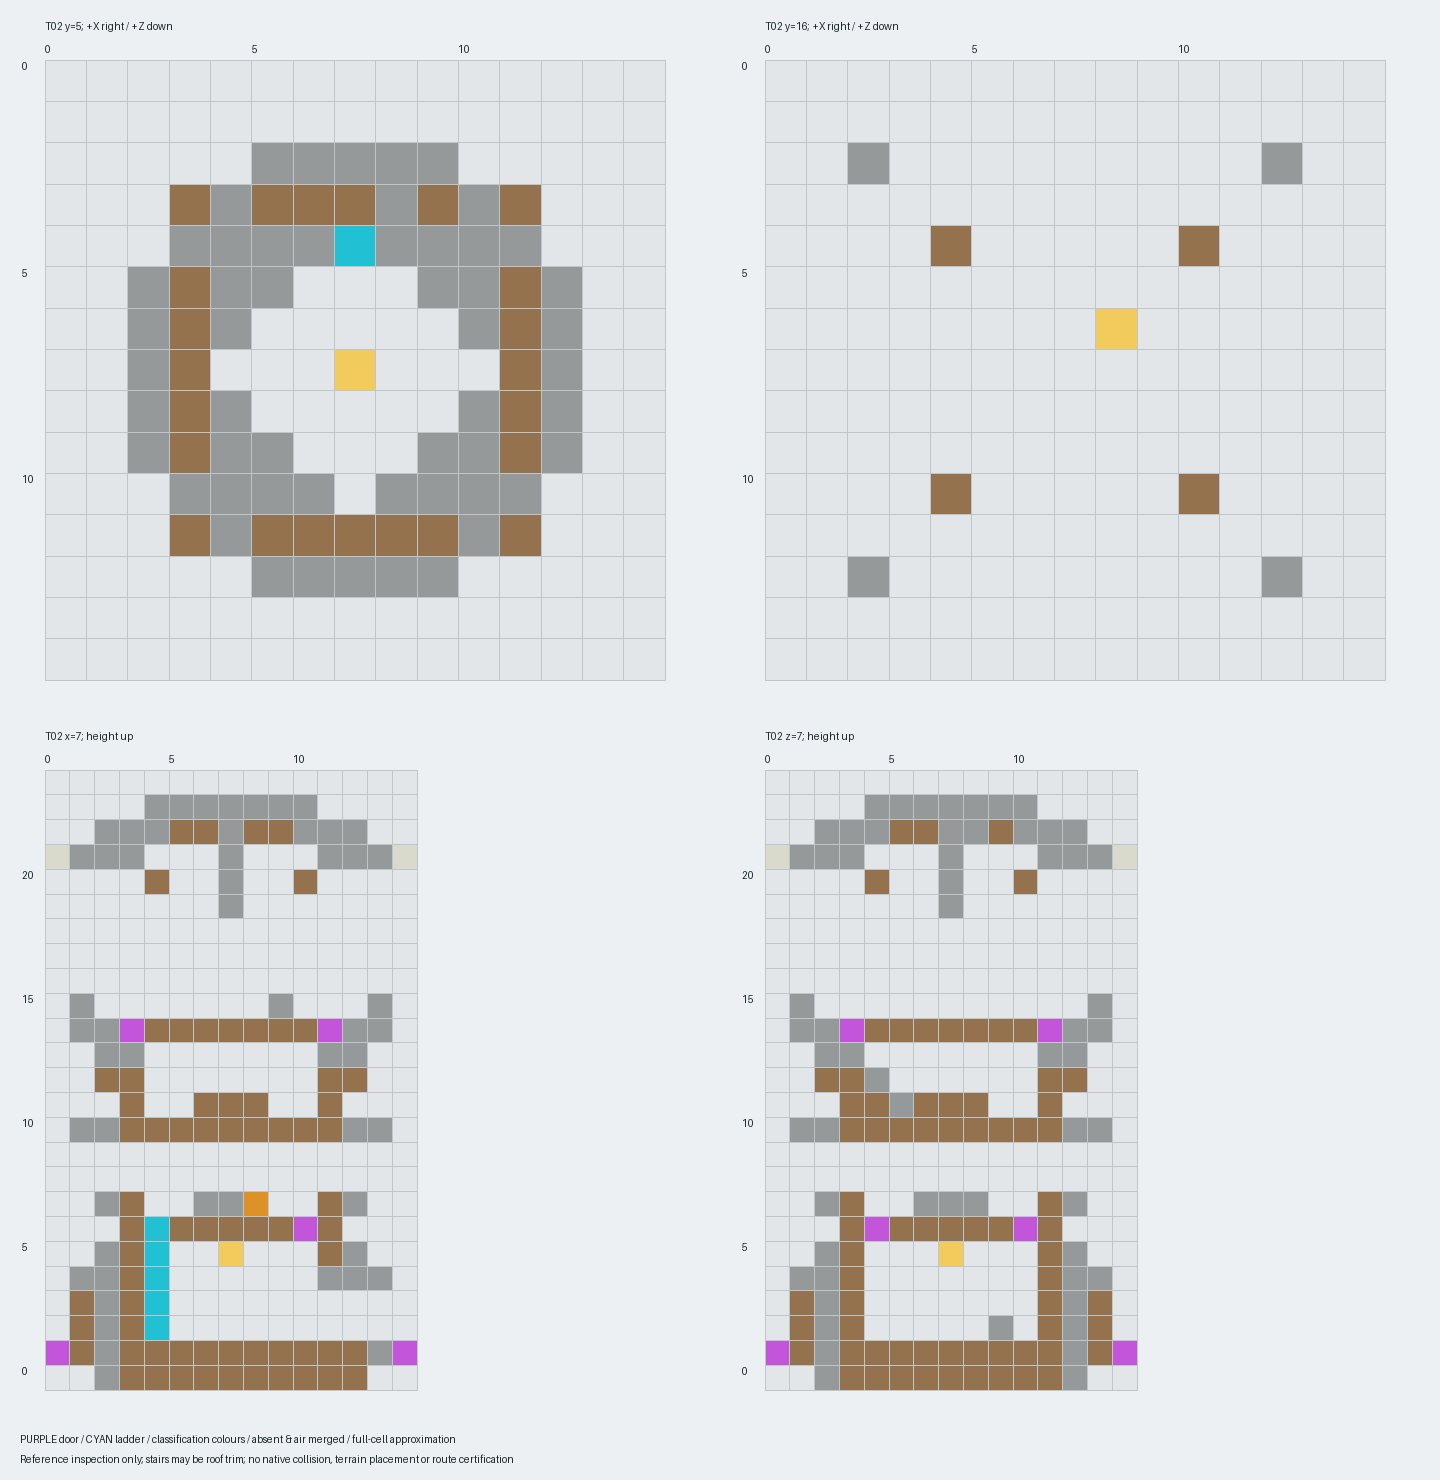 T02 y=5; +X right / +Z down
T02 y=16; +X right / +Z down
0 5 10
0 5 10
0
0
5
5
10
10
T02 x=7; height up
T02 z=7; height up
0 5 10
0 5 10
20
20
15
15
10
10
5
5
0
0
PURPLE door / CYAN ladder / classification colours / absent & air merged / full-cell approximation
Reference inspection only; stairs may be roof trim; no native collision, terrain placement or route certification